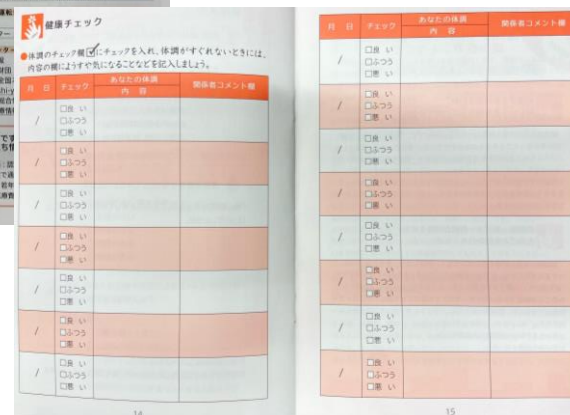 健康チェック
●体調のチェック欄☑にチェックを入れ、体調がすぐれないときには、
内容の欄にようすや気になることなどを記入しましょう。
月 日 チェック あなたの体調 内 容 関係者コメント欄
/ □良 い
□ふつう
□悪 い
/ □良 い
□ふつう
□悪 い
/ □良 い
□ふつう
□悪 い
/ □良 い
□ふつう
□悪 い
/ □良 い
□ふつう
□悪 い
/ □良 い
□ふつう
□悪 い
/ □良 い
□ふつう
□悪 い
14
月 日 チェック あなたの体調 内 容 関係者コメント欄
/ □良 い
□ふつう
□悪 い
/ □良 い
□ふつう
□悪 い
/ □良 い
□ふつう
□悪 い
/ □良 い
□ふつう
□悪 い
/ □良 い
□ふつう
□悪 い
/ □良 い
□ふつう
□悪 い
/ □良 い
□ふつう
□悪 い
/ □良 い
□ふつう
□悪 い
15